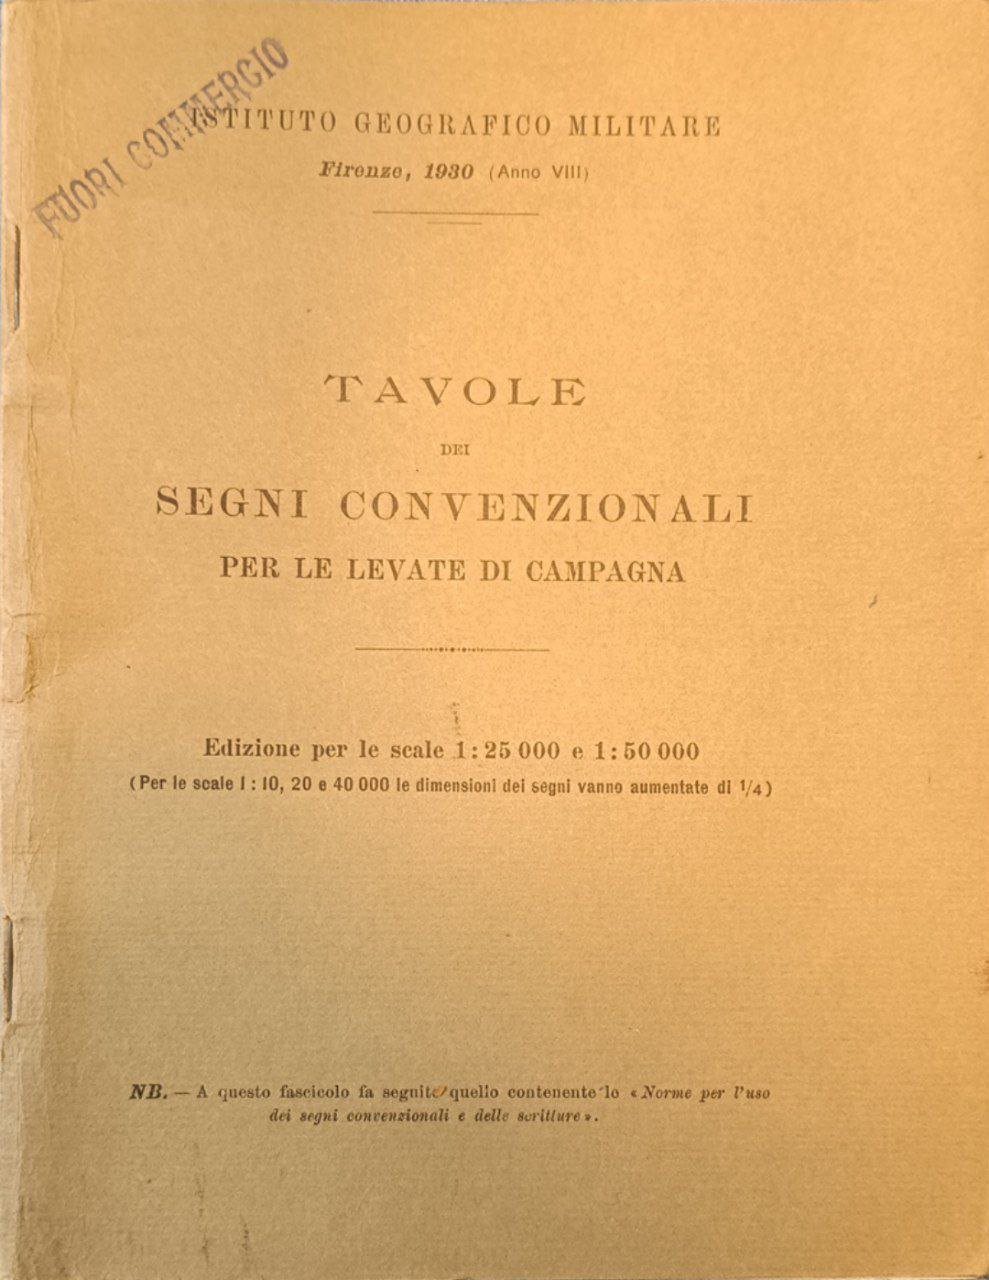 FUORI COMMERCIO
ISTITUTO GEOGRAFICO MILITARE
Firenze, 1930 (Anno VIII)
TAVOLE
DEI
SEGNI CONVENZIONALI
PER LE LEVATE DI CAMPAGNA
Edizione per le scale 1:25 000 e 1:50 000
(Per le scale 1:10, 20 e 40 000 le dimensioni dei segni vanno aumentate di 1/4)
NB. — A questo fascicolo fa seguito quello contenente lo «Norme per l'uso
dei segni convenzionali e delle scritture».